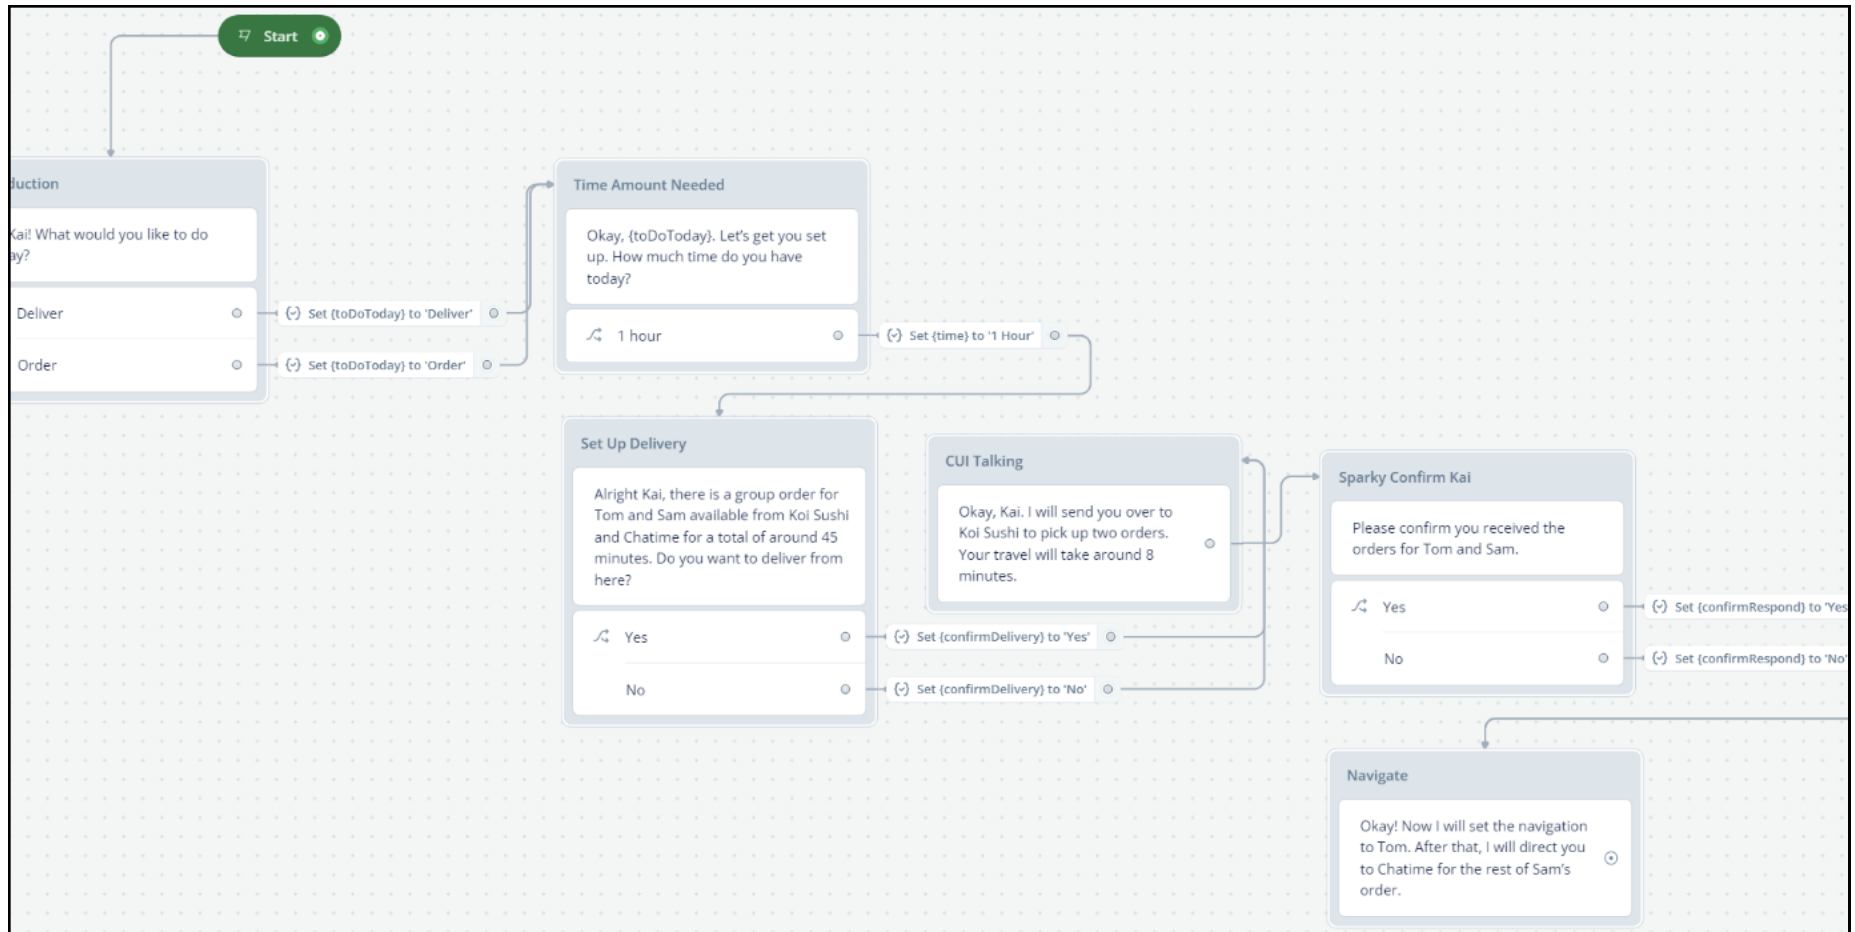 Start
duction
Kai! What would you like to do
ay?
Deliver
Set {toDoToday} to 'Deliver'
Order
Set {toDoToday} to 'Order'
Time Amount Needed
Okay, {toDoToday}. Let's get you set
up. How much time do you have
today?
1 hour
Set {time} to '1 Hour'
Set Up Delivery
Alright Kai, there is a group order for
Tom and Sam available from Koi Sushi
and Chatime for a total of around 45
minutes. Do you want to deliver from
here?
Yes
Set {confirmDelivery} to 'Yes'
No
Set {confirmDelivery} to 'No'
CUI Talking
Okay, Kai. I will send you over to
Koi Sushi to pick up two orders.
Your travel will take around 8
minutes.
Sparky Confirm Kai
Please confirm you received the
orders for Tom and Sam.
Yes
Set {confirmRespond} to 'Yes
No
Set {confirmRespond} to 'No'
Navigate
Okay! Now I will set the navigation
to Tom. After that, I will direct you
to Chatime for the rest of Sam's
order.